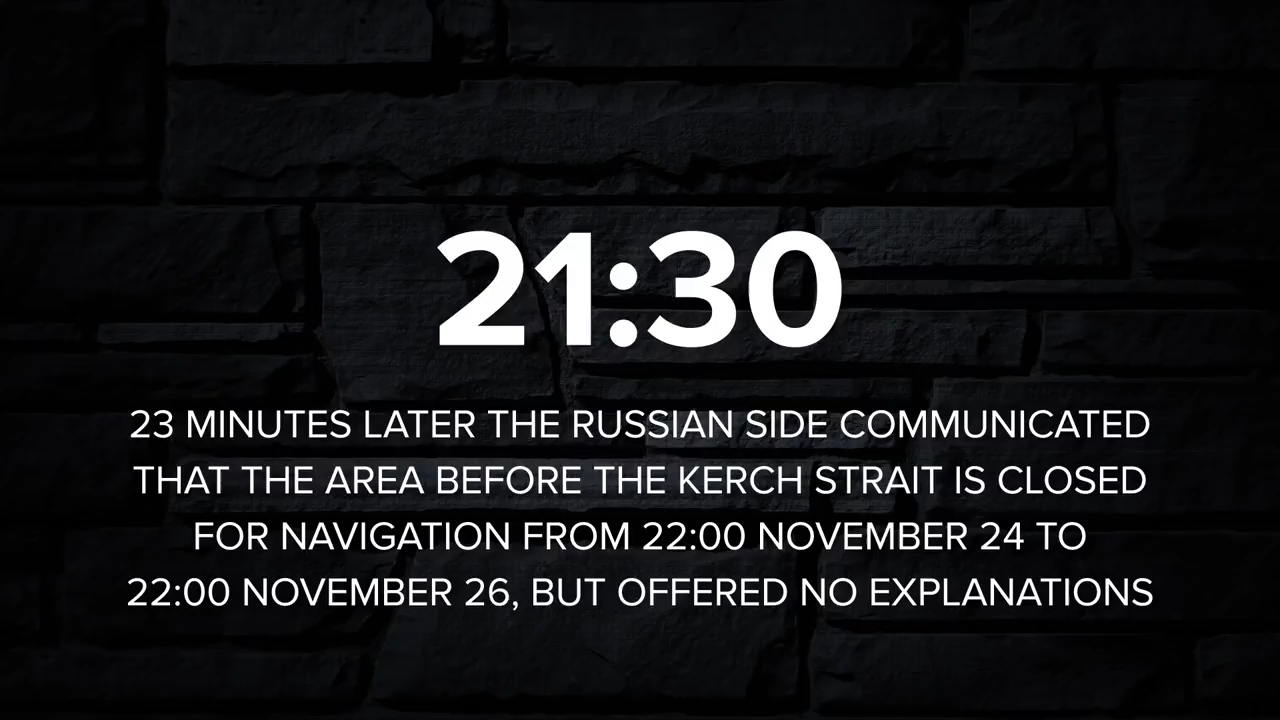 21:30
23 MINUTES LATER THE RUSSIAN SIDE COMMUNICATED
THAT THE AREA BEFORE THE KERCH STRAIT IS CLOSED
FOR NAVIGATION FROM 22:00 NOVEMBER 24 TO
22:00 NOVEMBER 26, BUT OFFERED NO EXPLANATIONS